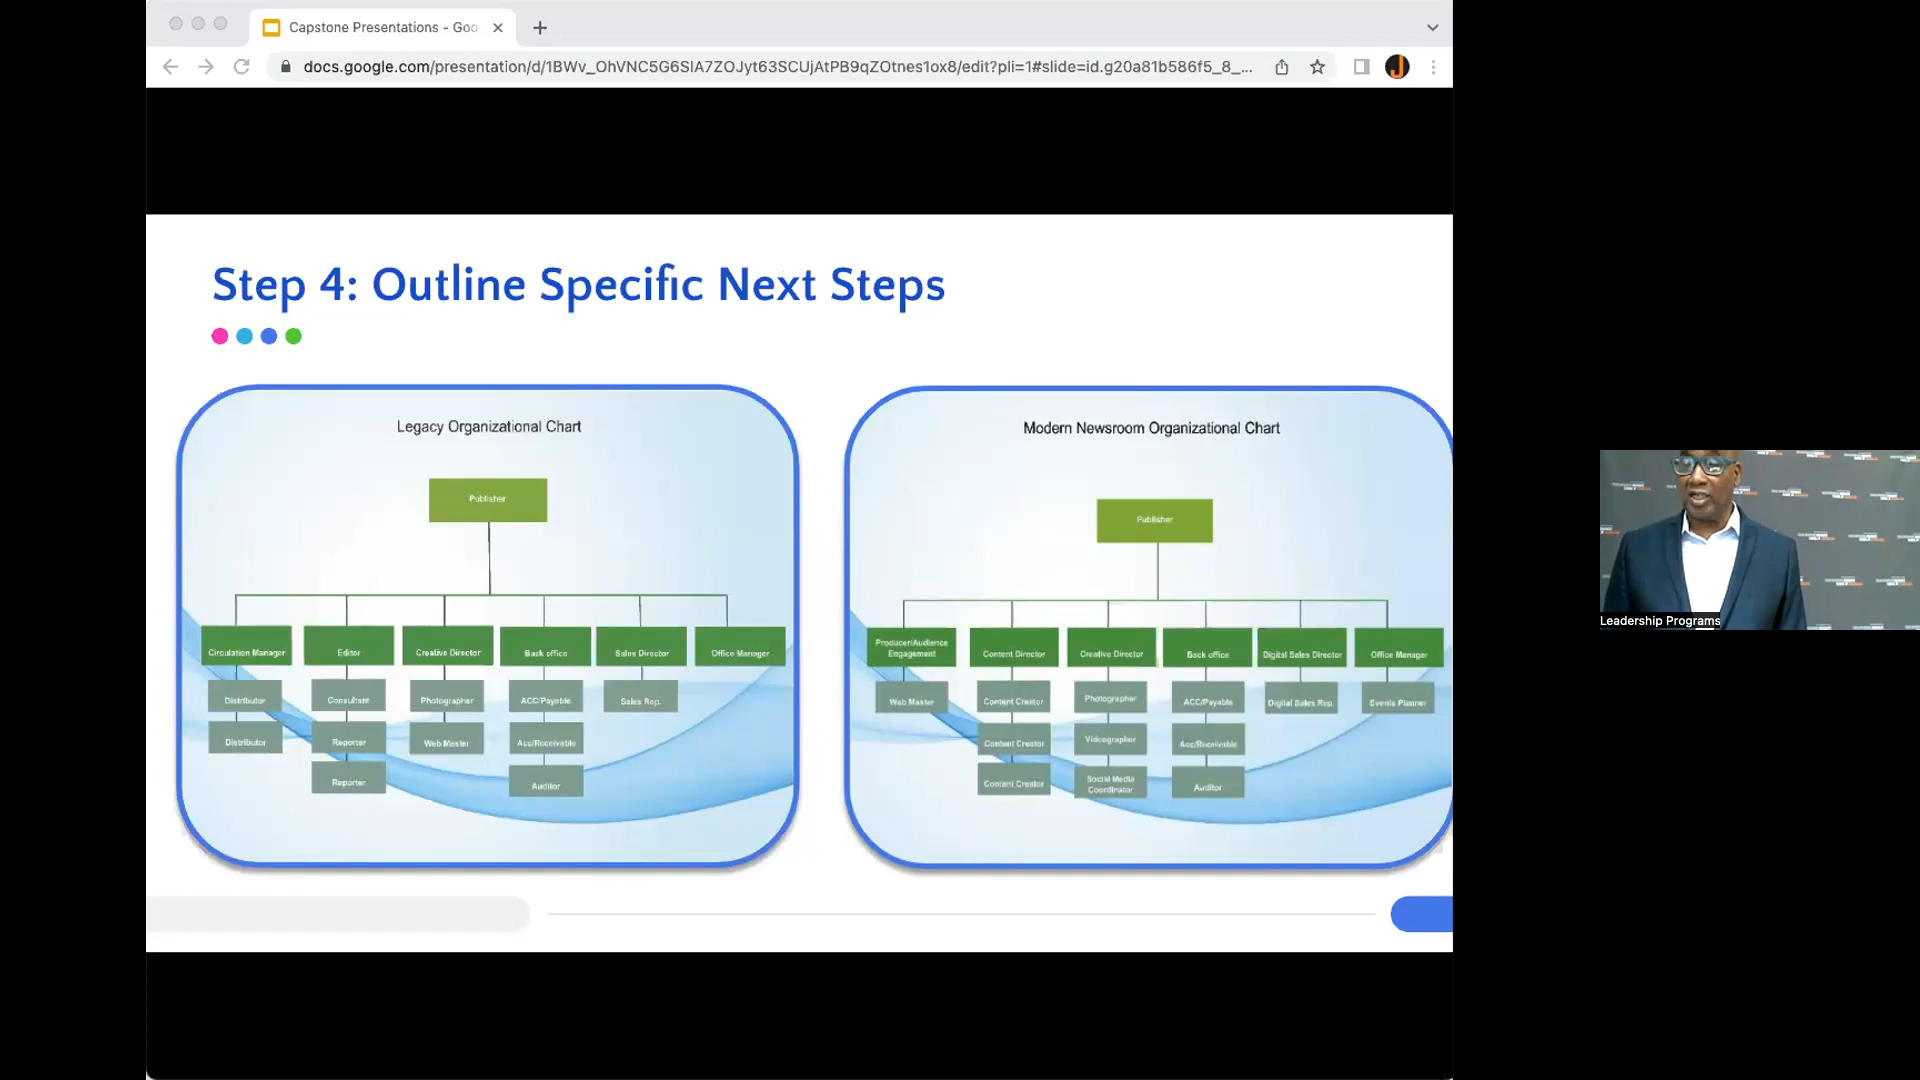 Capstone Presentations - Goo
docs.google.com/presentation/d/1BWv_OhVNC5G6SIA7ZOJyt63SCUjAtPB9qZOtnes1ox8/edit?pli=1#slide=id.g20a81b586f5_8_...
Step 4: Outline Specific Next Steps
Legacy Organizational Chart
Publisher
Circulation Manager
Editor
Creative Director
Back office
Sales Director
Office Manager
Distributor
Consultant
Photographer
ACC/Payable
Sales Rep.
Distributor
Reporter
Web Master
Acc/Receivable
Reporter
Auditor
Modern Newsroom Organizational Chart
Publisher
Producer/Audience
Engagement
Content Director
Creative Director
Back office
Digital Sales Director
Office Manager
Web Master
Content Creator
Photographer
ACC/Payable
Digital Sales Rep.
Events Planner
Content Creator
Videographer
Acc/Receivable
Content Creator
Social Media
Coordinator
Auditor
Leadership Programs